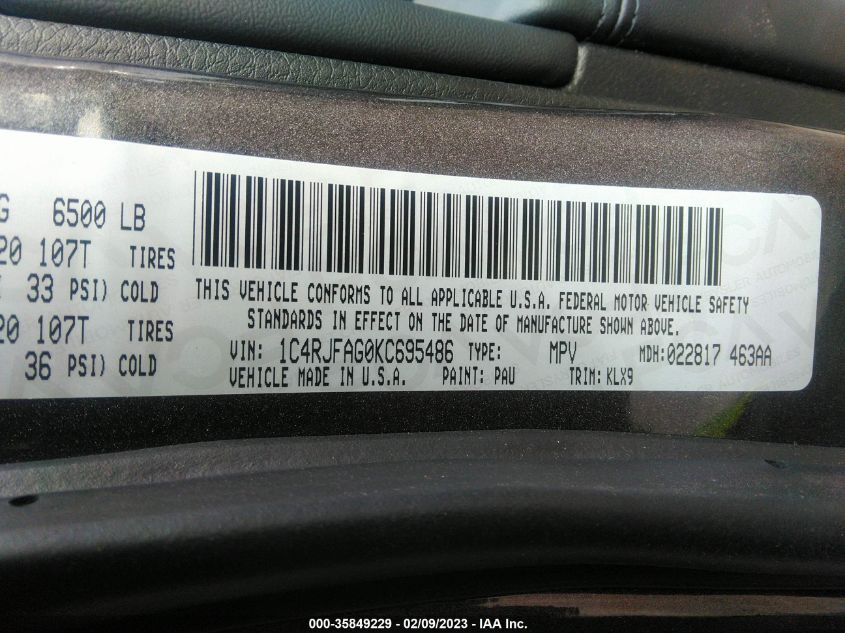 G 6500 LB
20 107T TIRES
33 PSI) COLD
20 107T TIRES
36 PSI) COLD
THIS VEHICLE CONFORMS TO ALL APPLICABLE U.S.A. FEDERAL MOTOR VEHICLE SAFETY
STANDARDS IN EFFECT ON THE DATE OF MANUFACTURE SHOWN ABOVE.
VIN: 1C4RJFAG0KC695486 TYPE: MPV MDH:022817 463AA
VEHICLE MADE IN U.S.A. PAINT: PAU TRIM: KLX9
000-35849229 - 02/09/2023 - IAA Inc.